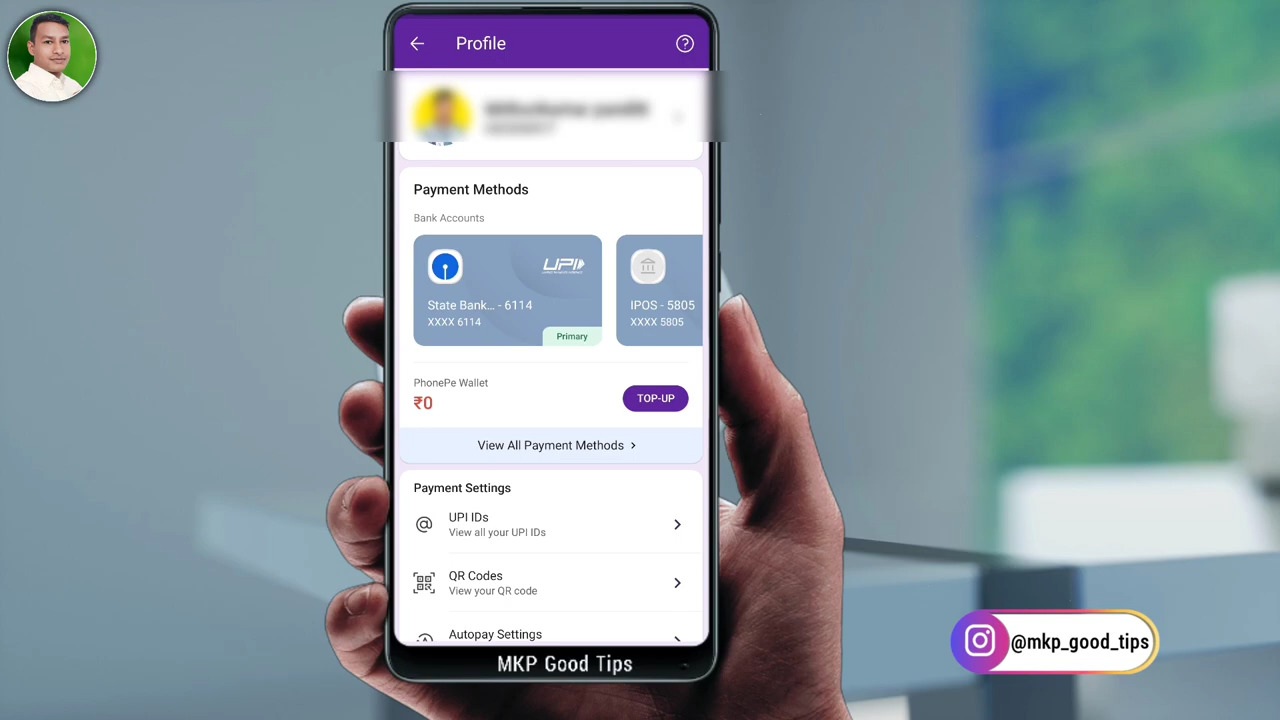 Profile
Payment Methods
Bank Accounts
UPI
State Bank... - 6114
XXXX 6114
Primary
IPOS - 5805
XXXX 5805
PhonePe Wallet
₹0
TOP-UP
View All Payment Methods
Payment Settings
UPI IDs
View all your UPI IDs
QR Codes
View your QR code
Autopay Settings
MKP Good Tips
@mkp_good_tips